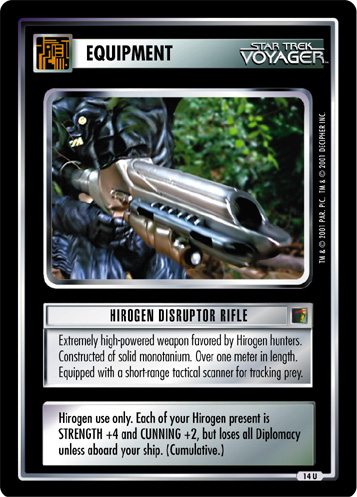 EQUIPMENT
STAR TREK
VOYAGER™
TM & © 2001 PAR. PIC. TM & © 2001 DECIPHER INC.
HIROGEN DISRUPTOR RIFLE
Extremely high-powered weapon favored by Hirogen hunters.
Constructed of solid monotanium. Over one meter in length.
Equipped with a short-range tactical scanner for tracking prey.
Hirogen use only. Each of your Hirogen present is
STRENGTH +4 and CUNNING +2, but loses all Diplomacy
unless aboard your ship. (Cumulative.)
14 U